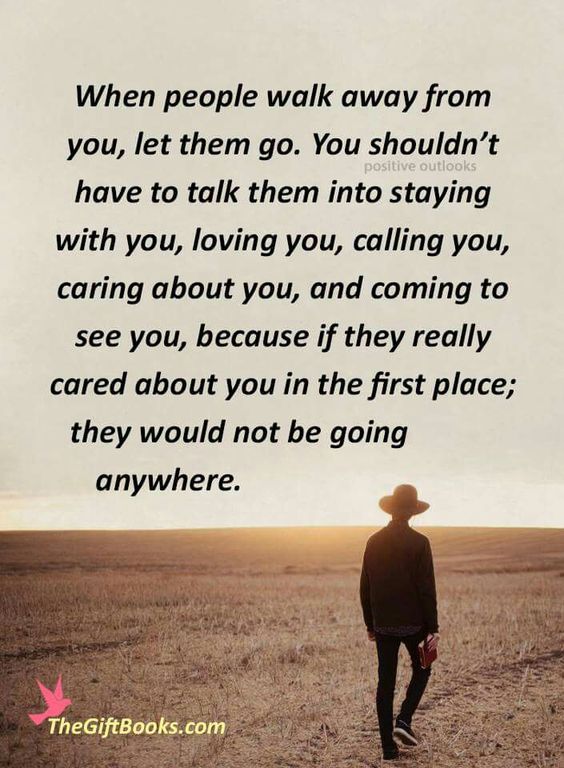 When people walk away from
you, let them go. You shouldn't
positive outlooks
have to talk them into staying
with you, loving you, calling you,
caring about you, and coming to
see you, because if they really
cared about you in the first place;
they would not be going
anywhere.
TheGiftBooks.com